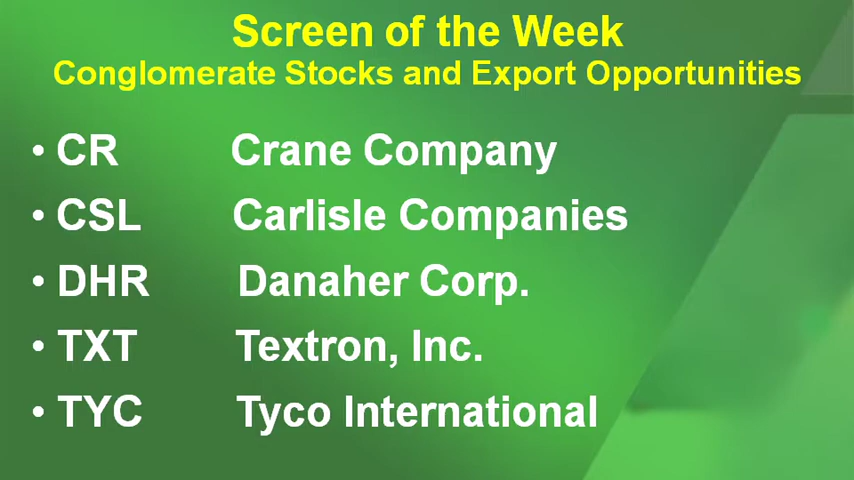 Screen of the Week
Conglomerate Stocks and Export Opportunities
• CR Crane Company
• CSL Carlisle Companies
• DHR Danaher Corp.
• TXT Textron, Inc.
• TYC Tyco International